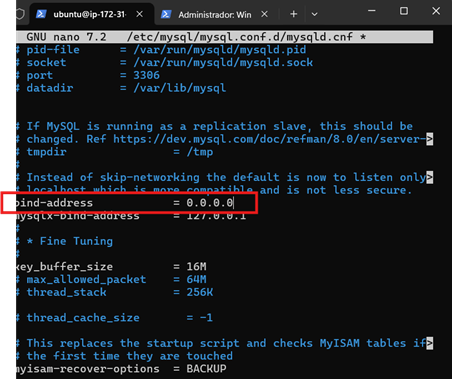 ubuntu@ip-172-31- Administrador: Win
GNU nano 7.2 /etc/mysql/mysql.conf.d/mysqld.cnf *
# pid-file = /var/run/mysqld/mysqld.pid
# socket = /var/run/mysqld/mysqld.sock
# port = 3306
# datadir = /var/lib/mysql
# If MySQL is running as a replication slave, this should be
# changed. Ref https://dev.mysql.com/doc/refman/8.0/en/server->
# tmpdir = /tmp
#
# Instead of skip-networking the default is now to listen only>
# localhost which is more compatible and is not less secure.
bind-address = 0.0.0.0
mysqlx-bind-address = 127.0.0.1
#
# * Fine Tuning
#
key_buffer_size = 16M
# max_allowed_packet = 64M
# thread_stack = 256K
# thread_cache_size = -1
# This replaces the startup script and checks MyISAM tables if>
# the first time they are touched
myisam-recover-options = BACKUP